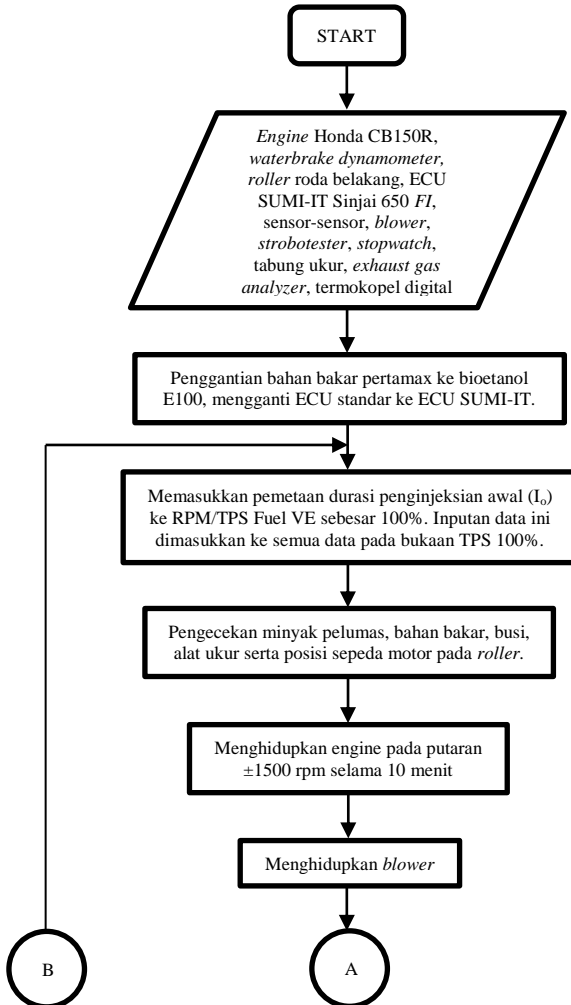 START
Engine Honda CB150R,
waterbrake dynamometer,
roller roda belakang, ECU
SUMI-IT Sinjai 650 FI,
sensor-sensor, blower,
strobotester, stopwatch,
tabung ukur, exhaust gas
analyzer, termokopel digital
Penggantian bahan bakar pertamax ke bioetanol
E100, mengganti ECU standar ke ECU SUMI-IT.
Memasukkan pemetaan durasi penginjeksian awal (Io)
ke RPM/TPS Fuel VE sebesar 100%. Inputan data ini
dimasukkan ke semua data pada bukaan TPS 100%.
Pengecekan minyak pelumas, bahan bakar, busi,
alat ukur serta posisi sepeda motor pada roller.
Menghidupkan engine pada putaran
±1500 rpm selama 10 menit
Menghidupkan blower
B
A